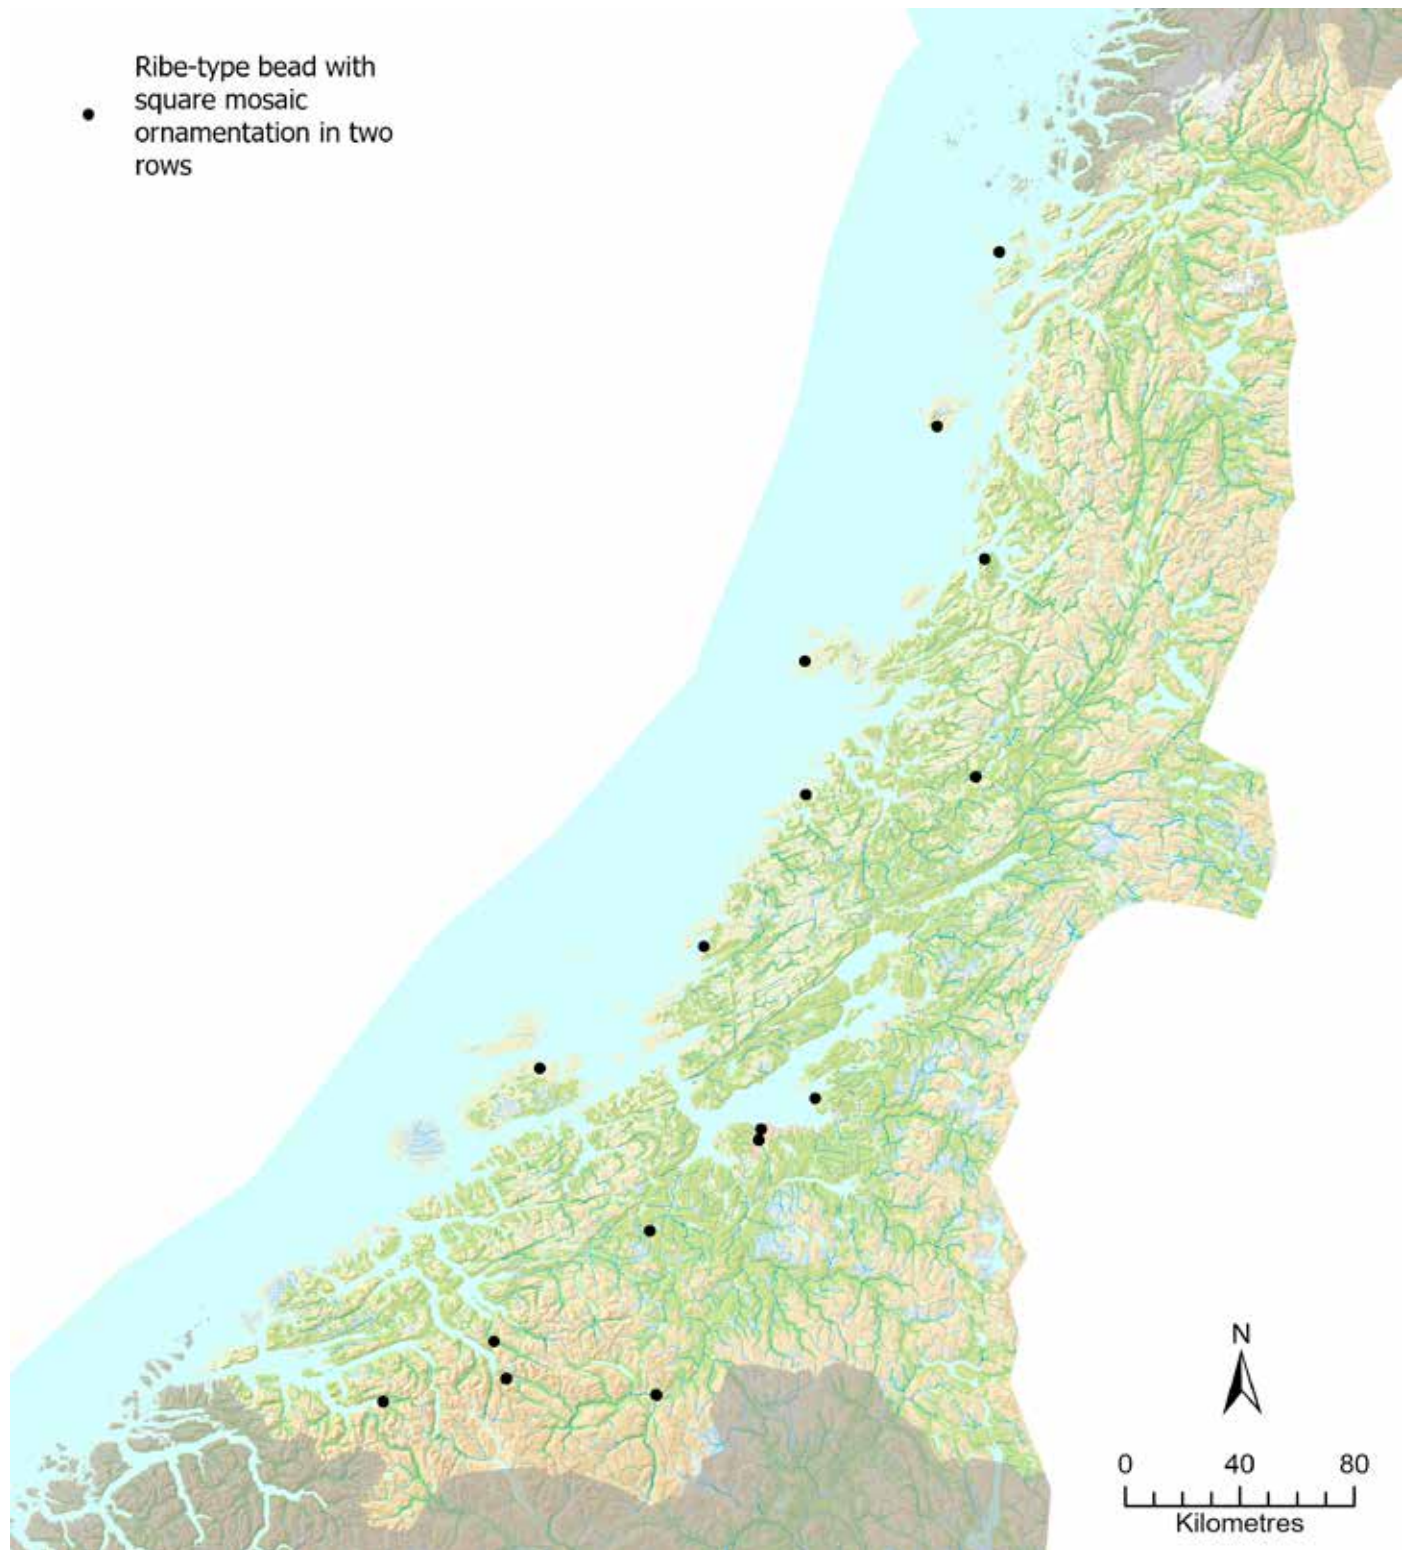 Ribe-type bead with
square mosaic
ornamentation in two
rows
N
0 40 80
Kilometres